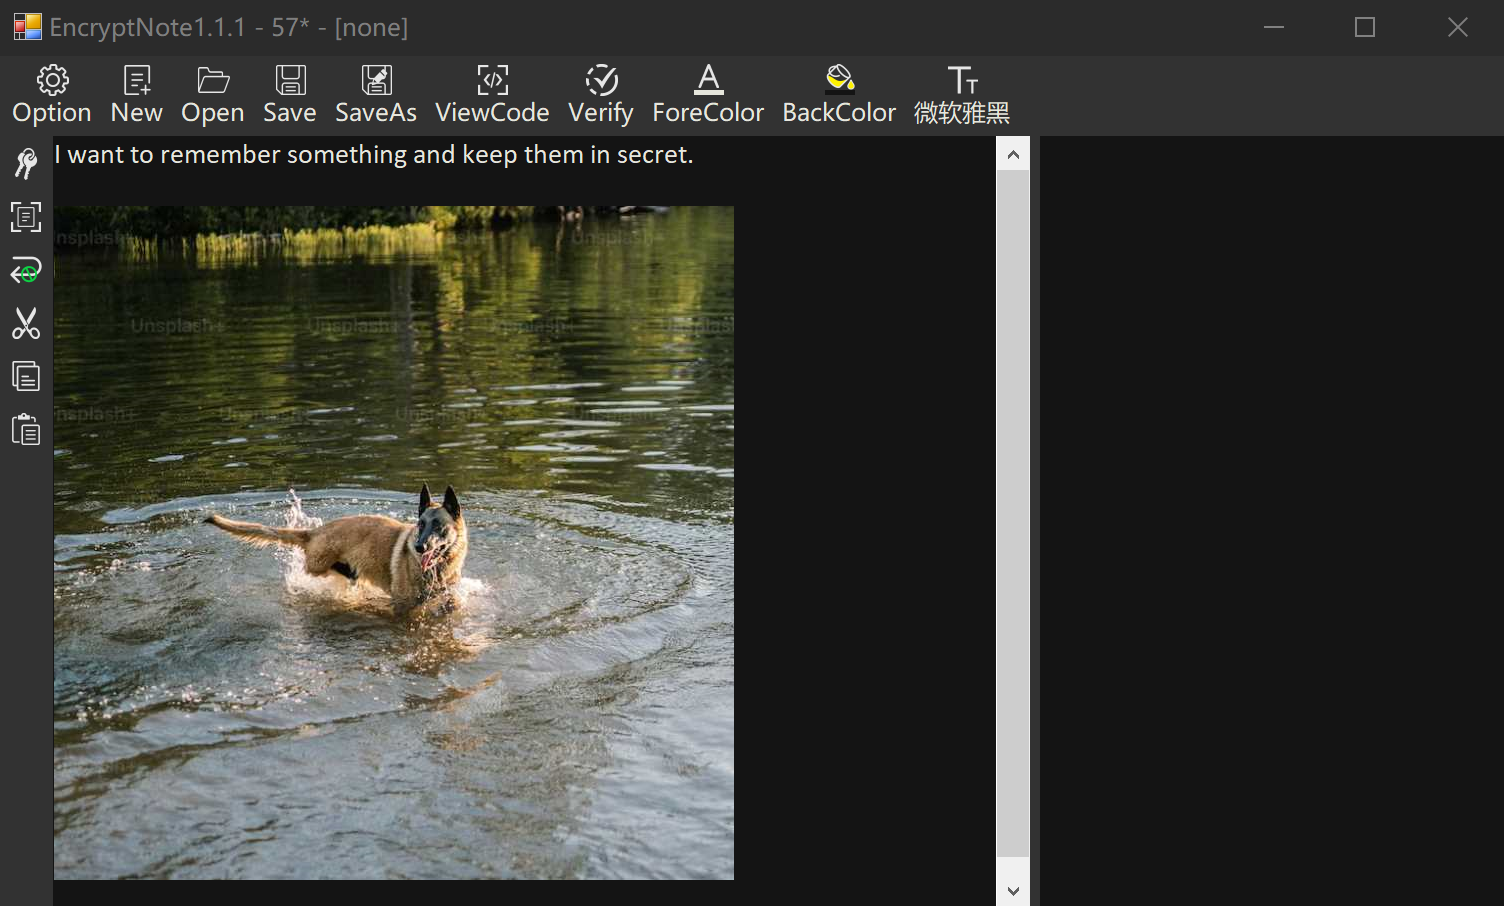 EncryptNote1.1.1 - 57* - [none]
Option New Open Save SaveAs ViewCode Verify ForeColor BackColor 微软雅黑
I want to remember something and keep them in secret.
nsplash+ Unsplash+
Unsplash+ Unsplash+ Unsplash+ Unsplas
nsplash+ Unsplash+ Unsplash+ Unsplash+